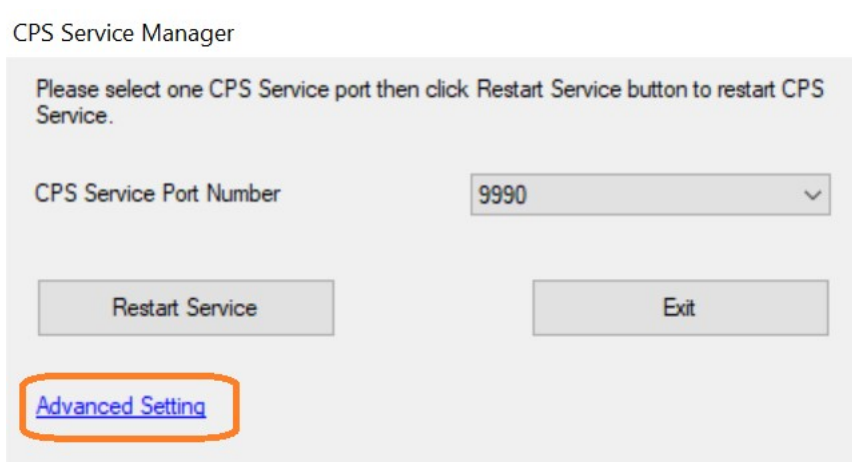 CPS Service Manager
Please select one CPS Service port then click Restart Service button to restart CPS
Service.
CPS Service Port Number 9990
Restart Service Exit
Advanced Setting